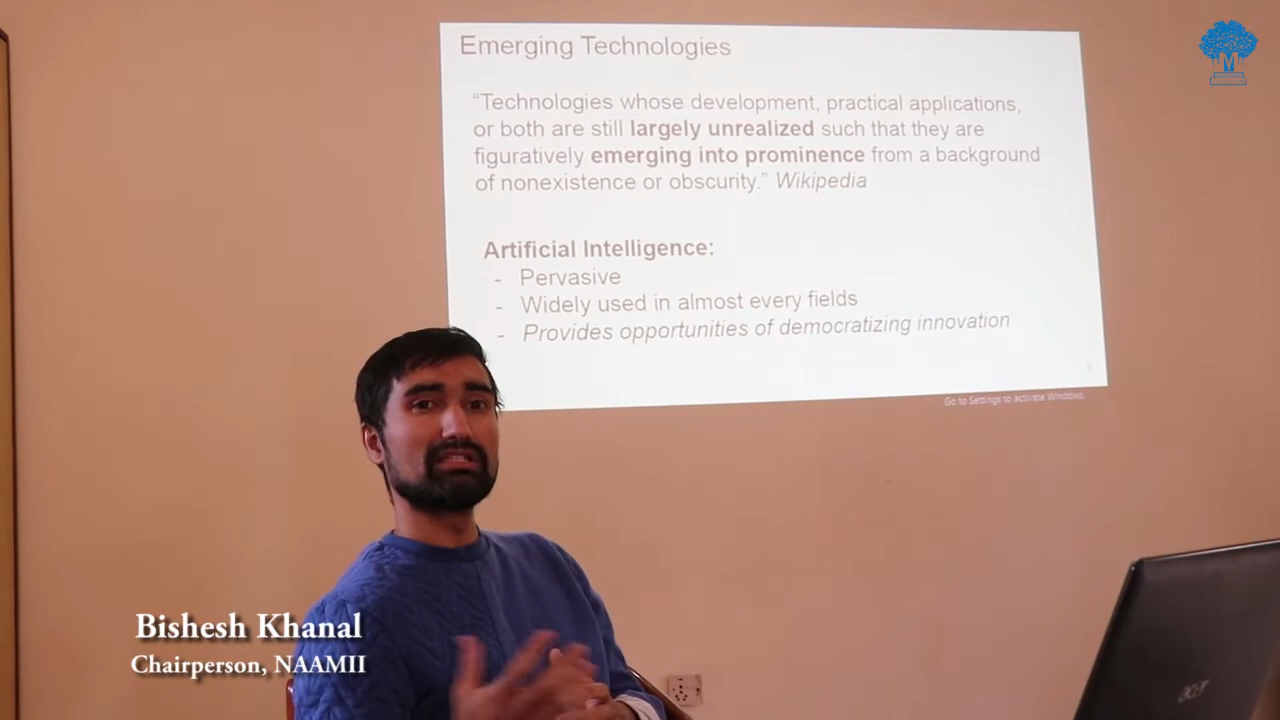 Emerging Technologies
“Technologies whose development, practical applications,
or both are still largely unrealized such that they are
figuratively emerging into prominence from a background
of nonexistence or obscurity.” Wikipedia
Artificial Intelligence:
- Pervasive
- Widely used in almost every fields
- Provides opportunities of democratizing innovation
Go to Settings to activate Windows.
Bishesh Khanal
Chairperson, NAAMII
acer
M